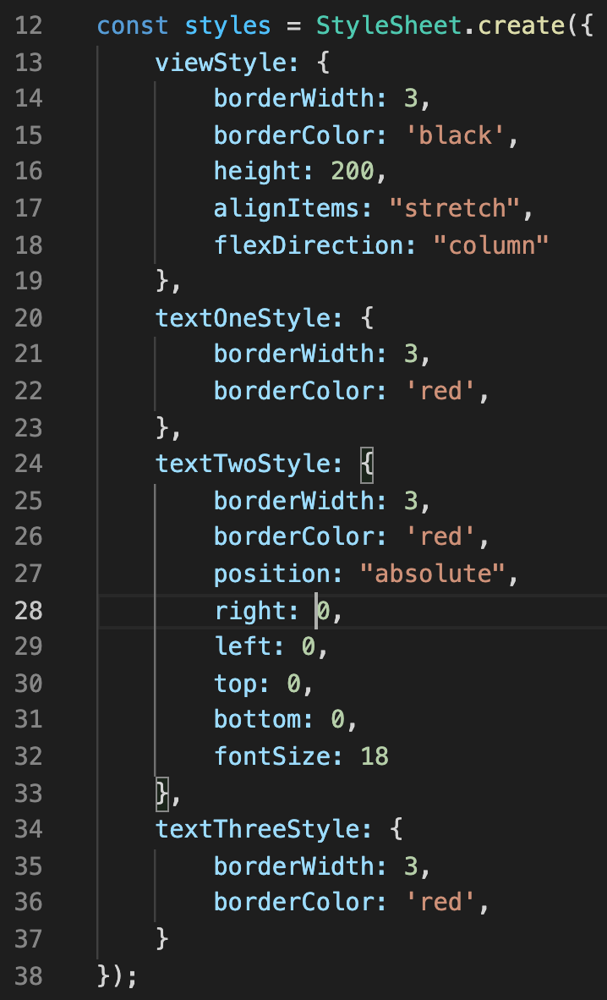 12 const styles = StyleSheet.create({
13     viewStyle: {
14         borderWidth: 3,
15         borderColor: 'black',
16         height: 200,
17         alignItems: "stretch",
18         flexDirection: "column"
19     },
20     textOneStyle: {
21         borderWidth: 3,
22         borderColor: 'red',
23     },
24     textTwoStyle: {
25         borderWidth: 3,
26         borderColor: 'red',
27         position: "absolute",
28         right: 0,
29         left: 0,
30         top: 0,
31         bottom: 0,
32         fontSize: 18
33     },
34     textThreeStyle: {
35         borderWidth: 3,
36         borderColor: 'red',
37     }
38 });